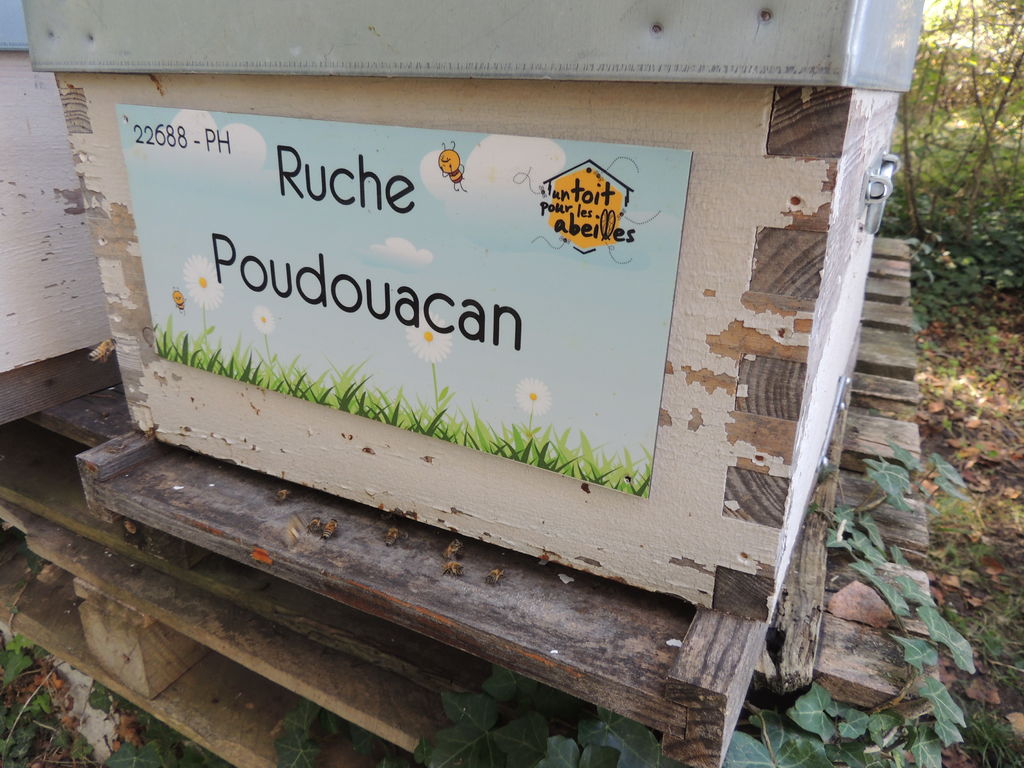 22688 - PH
Ruche
Poudouacan
un toit
pour les
abeilles